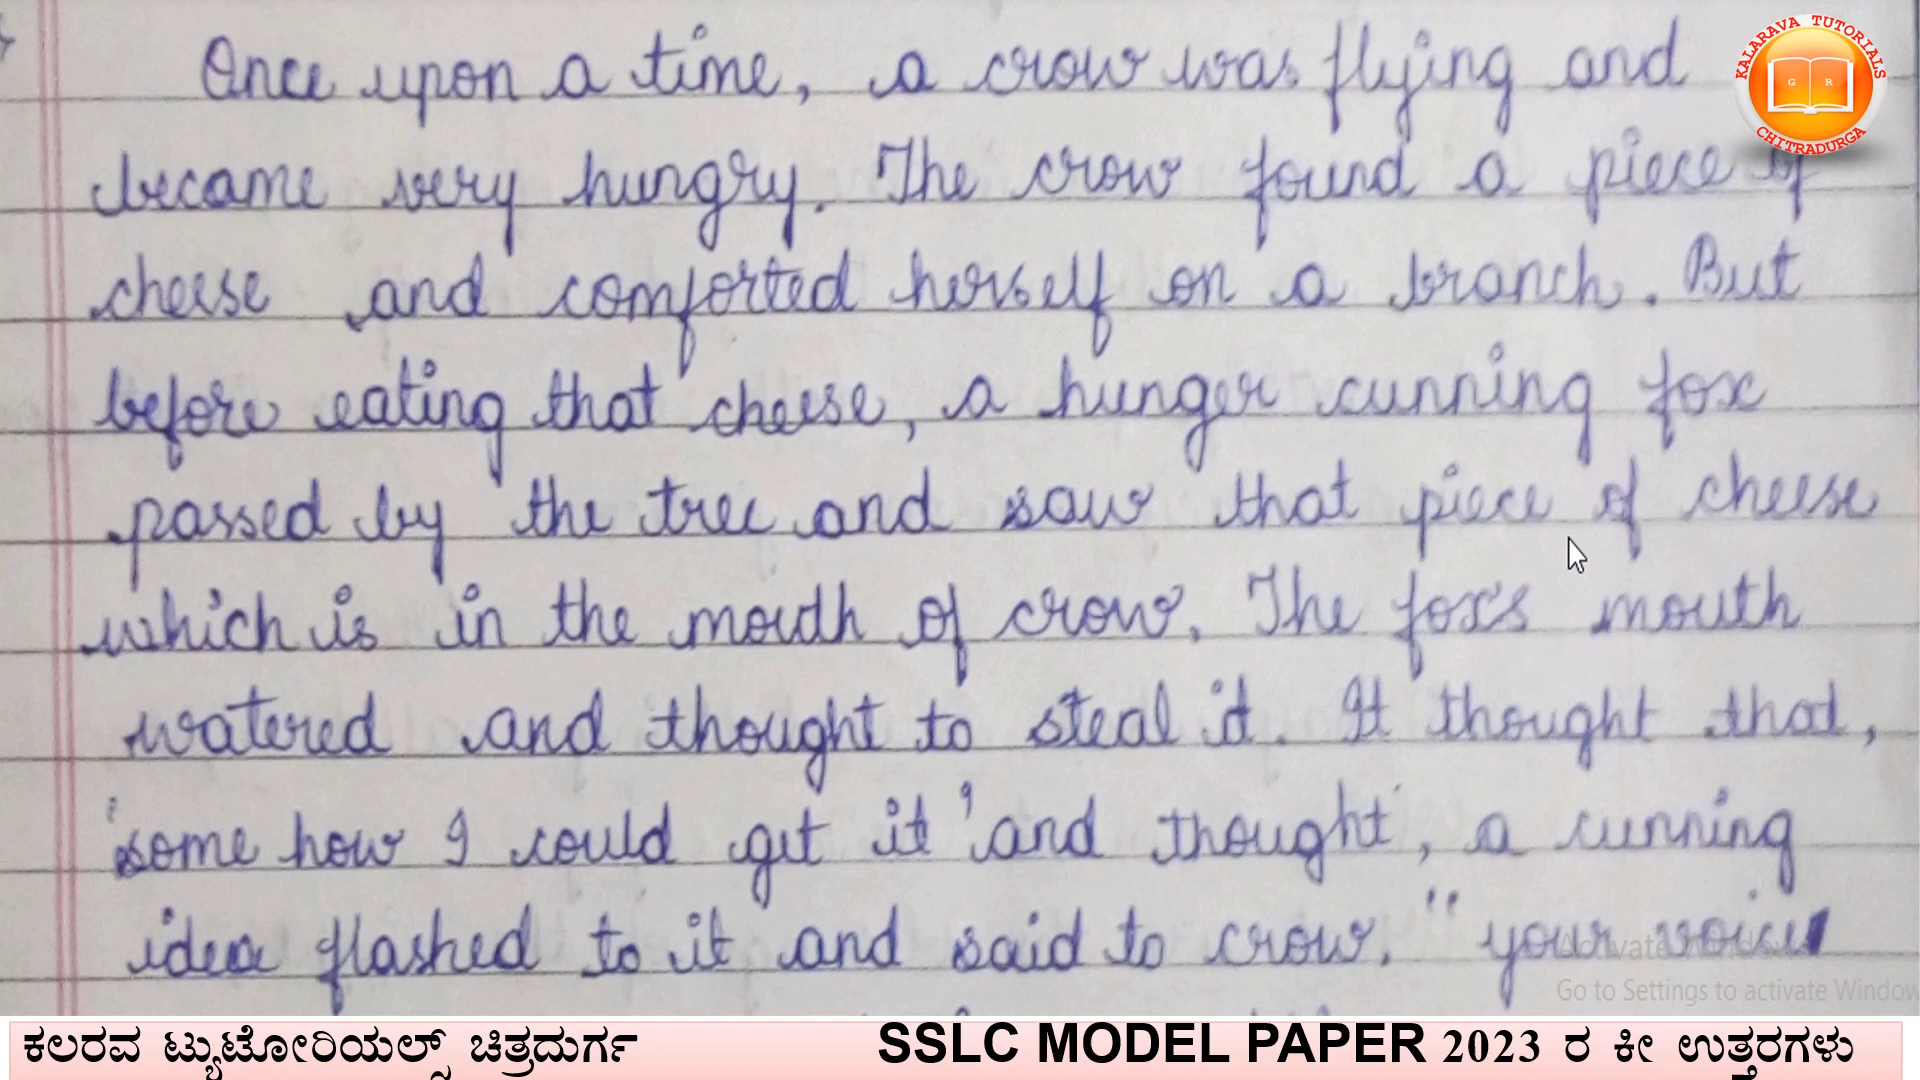 Once upon a time, a crow was flying and
became very hungry. The crow found a piece of
cheese and comforted herself on a branch. But
before eating that cheese, a hunger cunning fox
passed by the tree and saw that piece of cheese
which is in the mouth of crow. The fox's mouth
watered and thought to steal it. It thought that,
'some how I could get it' and thought, a cunning
idea flashed to it and said to crow. "your voice
KALARAVA TUTORIALS
G R
CHITRADURGA
Activate Windows
Go to Settings to activate Window
ಕಲರವ ಟ್ಯುಟೋರಿಯಲ್ಸ್ ಚಿತ್ರದುರ್ಗ SSLC MODEL PAPER 2023 ರ ಕೀ ಉತ್ತರಗಳು